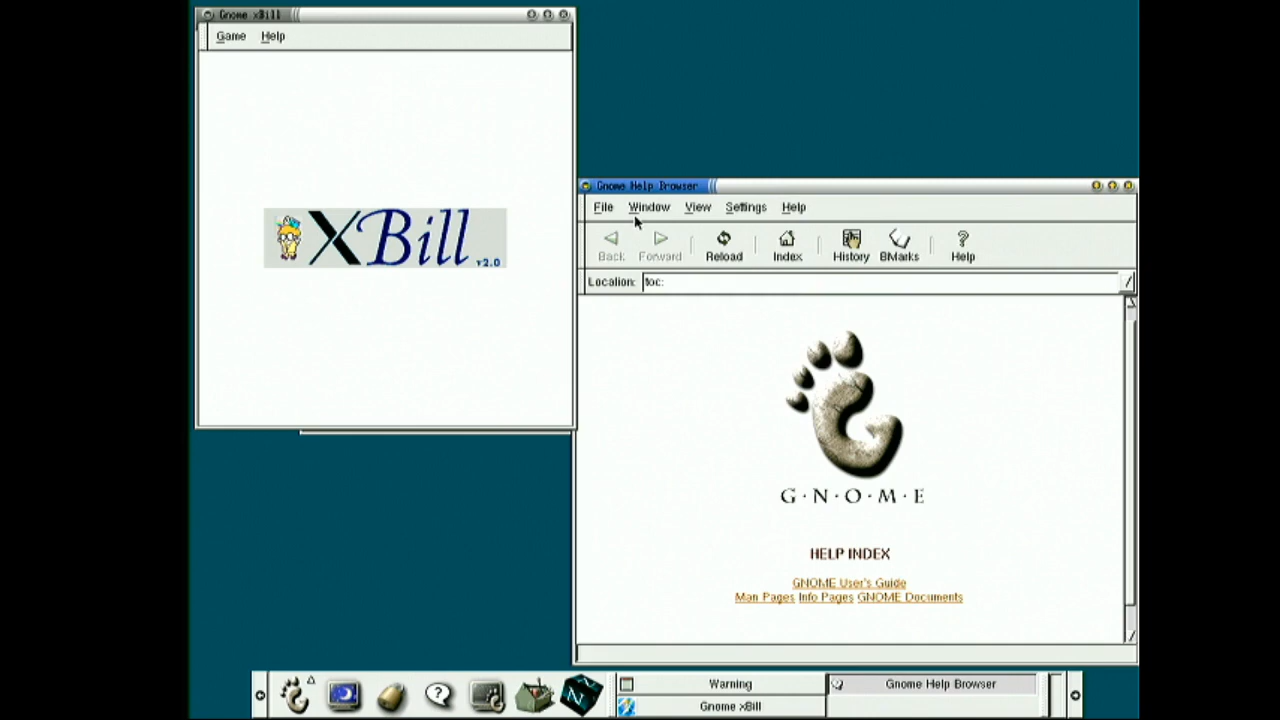 Gnome xBill
Game Help
XBill
v2.0
Gnome Help Browser
File Window View Settings Help
Back Forward Reload Index History BMarks Help
Location: toc:
G·N·O·M·E
HELP INDEX
GNOME User's Guide
Man Pages Info Pages GNOME Documents
Warning
Gnome Help Browser
Gnome xBill
N